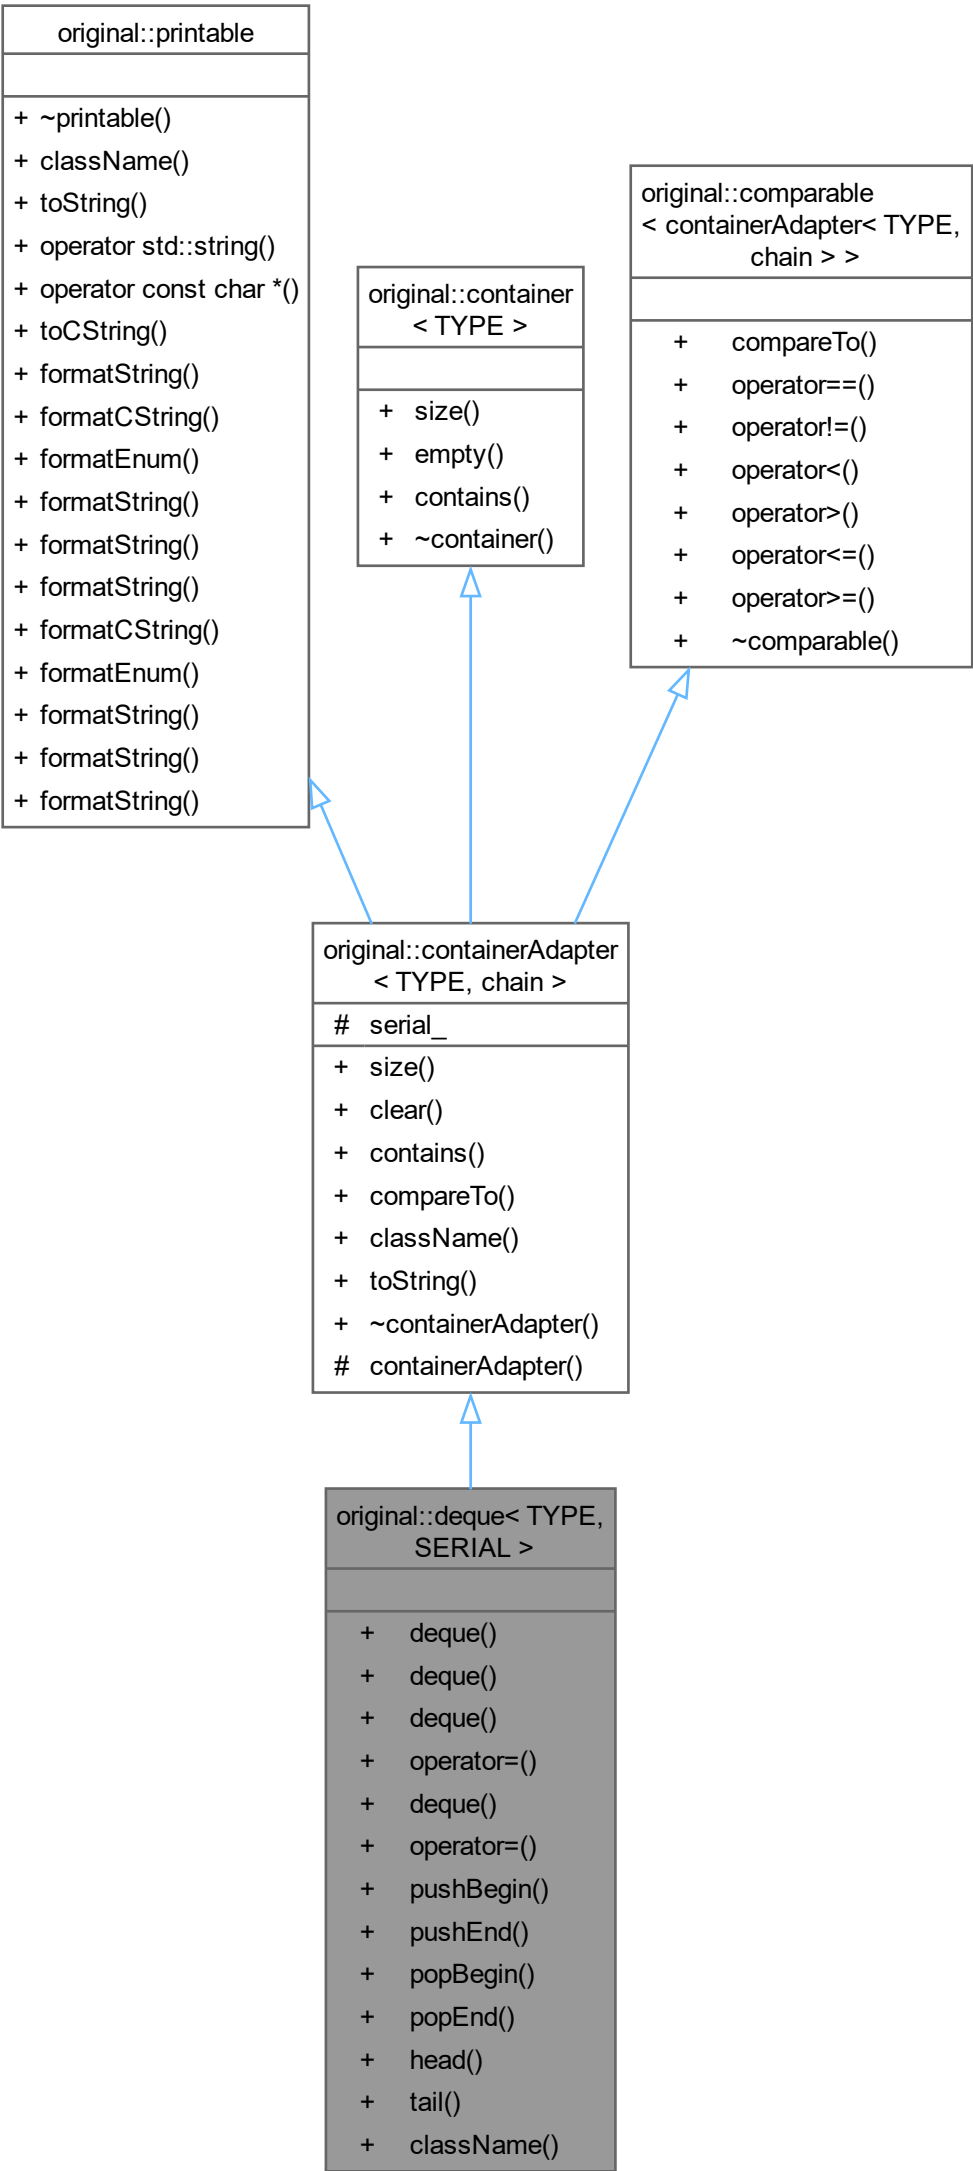 original::printable
+ ~printable()
+ className()
+ toString()
+ operator std::string()
+ operator const char *()
+ toCString()
+ formatString()
+ formatCString()
+ formatEnum()
+ formatString()
+ formatString()
+ formatString()
+ formatCString()
+ formatEnum()
+ formatString()
+ formatString()
+ formatString()
original::container
< TYPE >
+ size()
+ empty()
+ contains()
+ ~container()
original::comparable
< containerAdapter< TYPE,
chain > >
+ compareTo()
+ operator==()
+ operator!=()
+ operator<()
+ operator>()
+ operator<=()
+ operator>=()
+ ~comparable()
original::containerAdapter
< TYPE, chain >
# serial_
+ size()
+ clear()
+ contains()
+ compareTo()
+ className()
+ toString()
+ ~containerAdapter()
# containerAdapter()
original::deque< TYPE,
SERIAL >
+ deque()
+ deque()
+ deque()
+ operator=()
+ deque()
+ operator=()
+ pushBegin()
+ pushEnd()
+ popBegin()
+ popEnd()
+ head()
+ tail()
+ className()